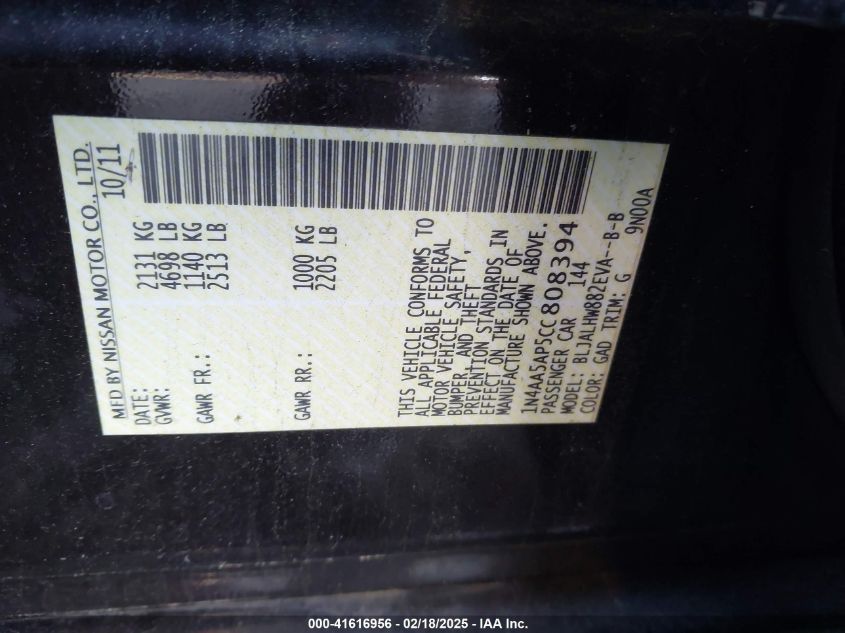 MFD BY NISSAN MOTOR CO., LTD.
DATE: 10/11
GVWR: 2131 KG
4698 LB
GAWR FR.: 1140 KG
2513 LB
GAWR RR.: 1000 KG
2205 LB
THIS VEHICLE CONFORMS TO
ALL APPLICABLE FEDERAL
MOTOR VEHICLE SAFETY,
BUMPER, AND THEFT
PREVENTION STANDARDS IN
EFFECT ON THE DATE OF
MANUFACTURE SHOWN ABOVE.
1N4AA5AP5CC808394
PASSENGER CAR 144
MODEL: BLJALHW882EVA--B-B
COLOR: GAD TRIM: G 9N00A
000-41616956 - 02/18/2025 - IAA Inc.